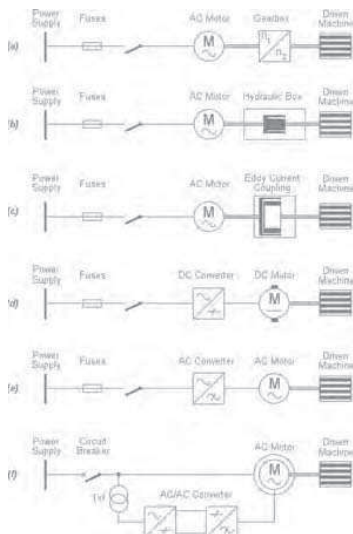 Power Supply Fuses AC Motor Gearbox Driven Machine
(a) M n1 n2
Power Supply Fuses AC Motor Hydraulic Box Driven Machine
(b) M
Power Supply Fuses AC Motor Eddy Current Coupling Driven Machine
(c) M
Power Supply Fuses DC Converter DC Motor Driven Machine
(d) M
Power Supply Fuses AC Converter AC Motor Driven Machine
(e) M
Power Supply Circuit Breaker AC Motor Driven Machine
(f) M
AC/AC Converter